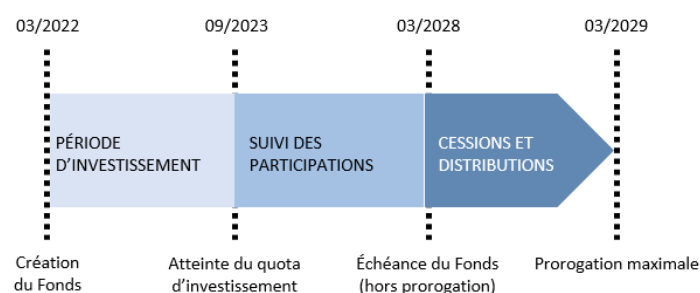 03/2022
09/2023
03/2028
03/2029
PÉRIODE
D’INVESTISSEMENT
SUIVI DES
PARTICIPATIONS
CESSIONS ET
DISTRIBUTIONS
Création
du Fonds
Atteinte du quota
d’investissement
Échéance du Fonds
(hors prorogation)
Prorogation maximale